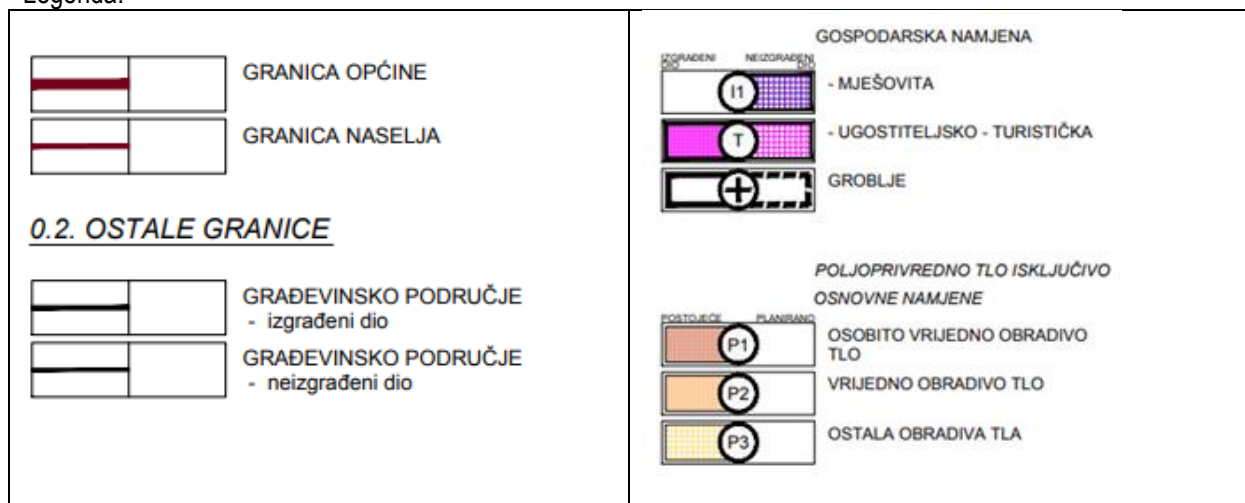 Legenda:
GRANICA OPĆINE
GRANICA NASELJA
0.2. OSTALE GRANICE
GRAĐEVINSKO PODRUČJE
- izgrađeni dio
GRAĐEVINSKO PODRUČJE
- neizgrađeni dio
GOSPODARSKA NAMJENA
IZGRAĐENI DIO
NEIZGRAĐENI DIO
I1
- MJEŠOVITA
T
- UGOSTITELJSKO - TURISTIČKA
GROBLJE
POLJOPRIVREDNO TLO ISKLJUČIVO
OSNOVNE NAMJENE
POSTOJEĆE
PLANIRANO
P1
OSOBITO VRIJEDNO OBRADIVO
TLO
P2
VRIJEDNO OBRADIVO TLO
P3
OSTALA OBRADIVA TLA